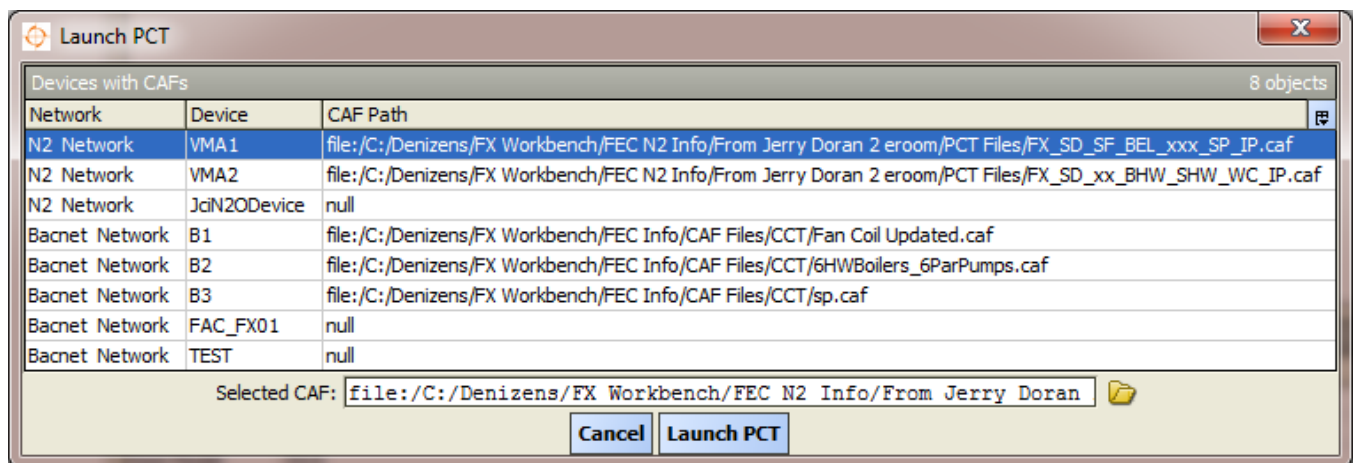 Launch PCT
Devices with CAFs 8 objects
Network Device CAF Path
N2 Network VMA1 file:/C:/Denizens/FX Workbench/FEC N2 Info/From Jerry Doran 2 eroom/PCT Files/FX_SD_SF_BEL_xxx_SP_IP.caf
N2 Network VMA2 file:/C:/Denizens/FX Workbench/FEC N2 Info/From Jerry Doran 2 eroom/PCT Files/FX_SD_xx_BHW_SHW_WC_IP.caf
N2 Network JciN2ODevice null
Bacnet Network B1 file:/C:/Denizens/FX Workbench/FEC Info/CAF Files/CCT/Fan Coil Updated.caf
Bacnet Network B2 file:/C:/Denizens/FX Workbench/FEC Info/CAF Files/CCT/6HWBoilers_6ParPumps.caf
Bacnet Network B3 file:/C:/Denizens/FX Workbench/FEC Info/CAF Files/CCT/sp.caf
Bacnet Network FAC_FX01 null
Bacnet Network TEST null
Selected CAF: file:/C:/Denizens/FX Workbench/FEC N2 Info/From Jerry Doran
Cancel Launch PCT